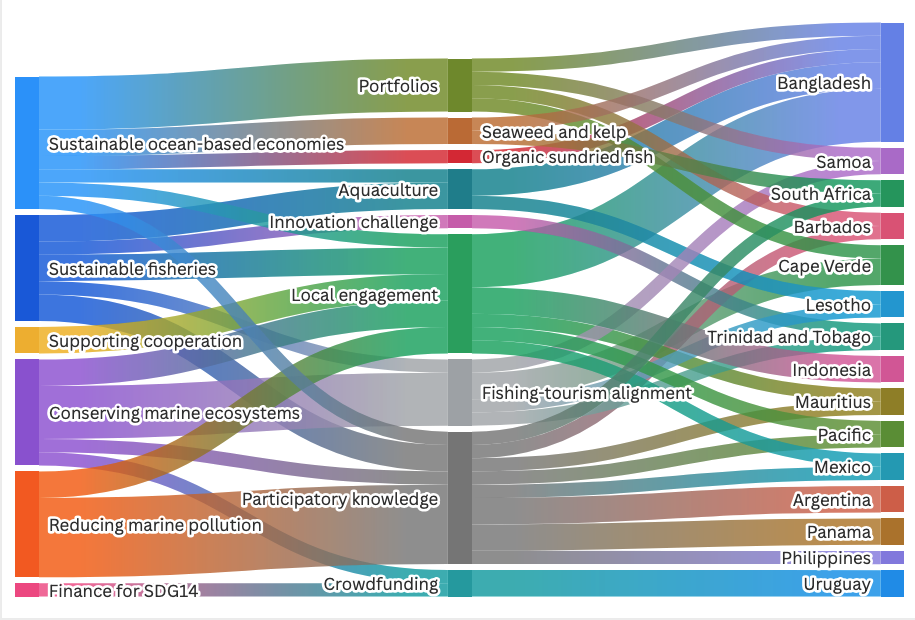 Sustainable ocean-based economies
Sustainable fisheries
Supporting cooperation
Conserving marine ecosystems
Reducing marine pollution
Finance for SDG14
Portfolios
Seaweed and kelp
Organic sundried fish
Aquaculture
Innovation challenge
Local engagement
Fishing-tourism alignment
Participatory knowledge
Crowdfunding
Bangladesh
Samoa
South Africa
Barbados
Cape Verde
Lesotho
Trinidad and Tobago
Indonesia
Mauritius
Pacific
Mexico
Argentina
Panama
Philippines
Uruguay